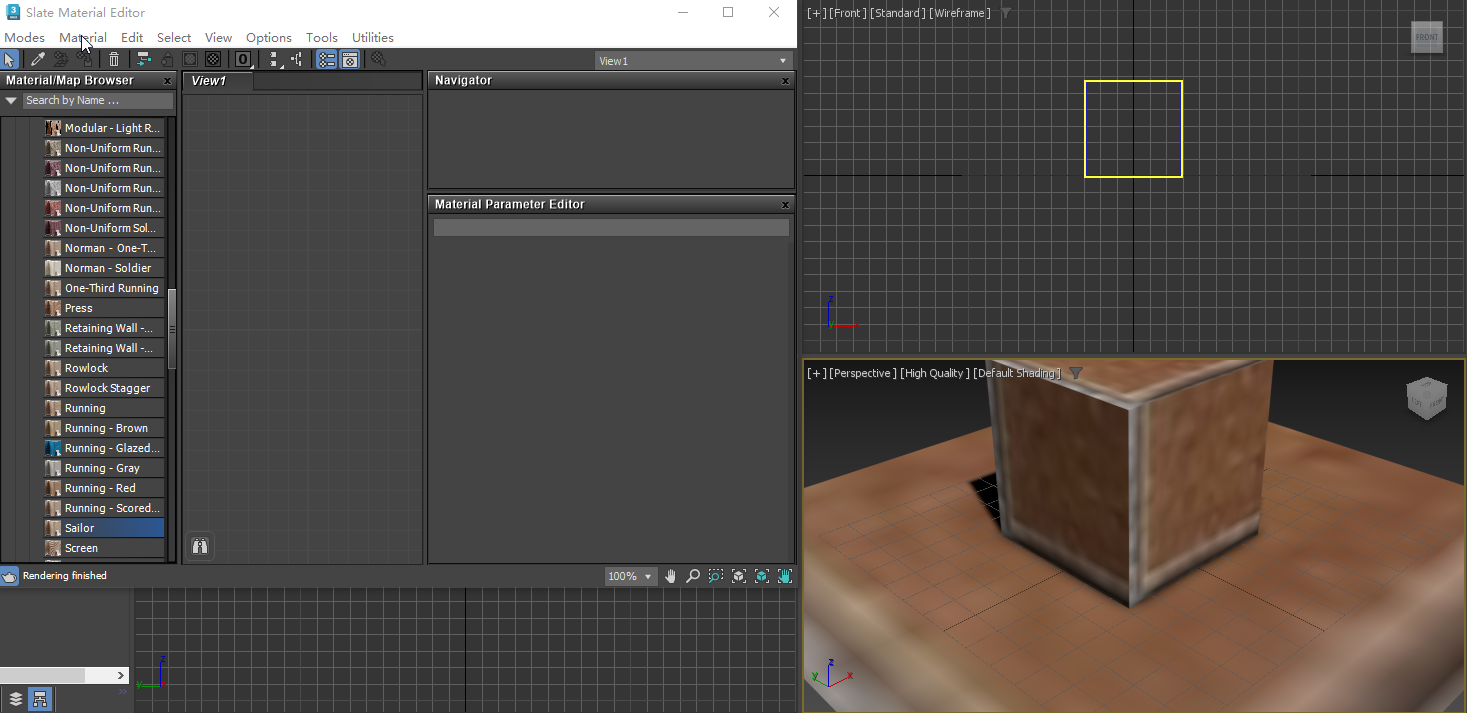 Slate Material Editor
Modes Material Edit Select View Options Tools Utilities
0
View1
Material/Map Browser x
Search by Name ...
Modular - Light R...
Non-Uniform Run...
Non-Uniform Run...
Non-Uniform Run...
Non-Uniform Run...
Non-Uniform Sol...
Norman - One-T...
Norman - Soldier
One-Third Running
Press
Retaining Wall -...
Retaining Wall -...
Rowlock
Rowlock Stagger
Running
Running - Brown
Running - Glazed...
Running - Gray
Running - Red
Running - Scored...
Sailor
Screen
View1
Navigator x
Material Parameter Editor x
Rendering finished
100%
z
y
[+] [Front ] [Standard ] [Wireframe ]
FRONT
z
[+] [Perspective ] [High Quality ] [Default Shading ]
LEFT FRONT
z
y x